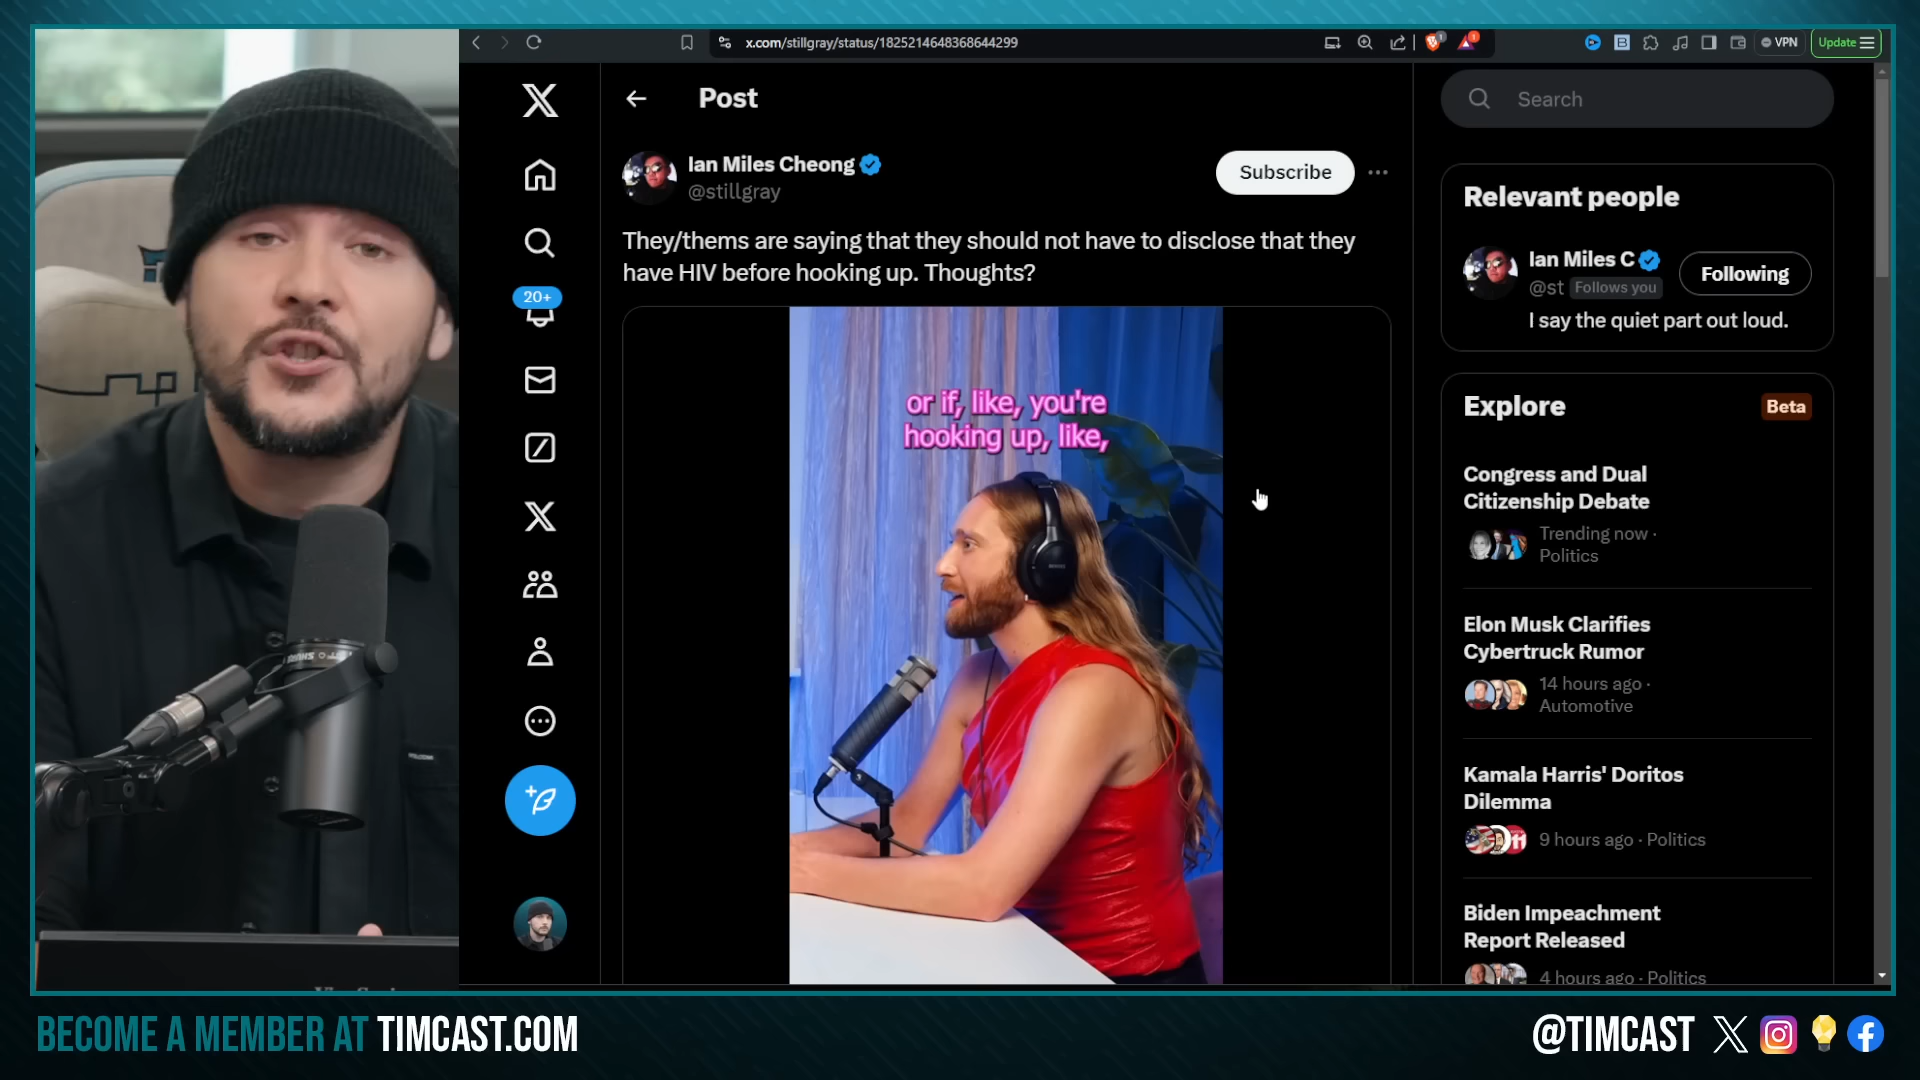 x.com/stillgray/status/1825214648368644299
VPN
Update
Post
Search
Ian Miles Cheong
@stillgray
Subscribe
They/thems are saying that they should not have to disclose that they
have HIV before hooking up. Thoughts?
or if, like, you're
hooking up, like,
20+
Relevant people
Ian Miles C
@st Follows you
Following
I say the quiet part out loud.
Explore
Beta
Congress and Dual
Citizenship Debate
Trending now ·
Politics
Elon Musk Clarifies
Cybertruck Rumor
14 hours ago ·
Automotive
Kamala Harris' Doritos
Dilemma
9 hours ago · Politics
Biden Impeachment
Report Released
4 hours ago · Politics
BECOME A MEMBER AT TIMCAST.COM
@TIMCAST